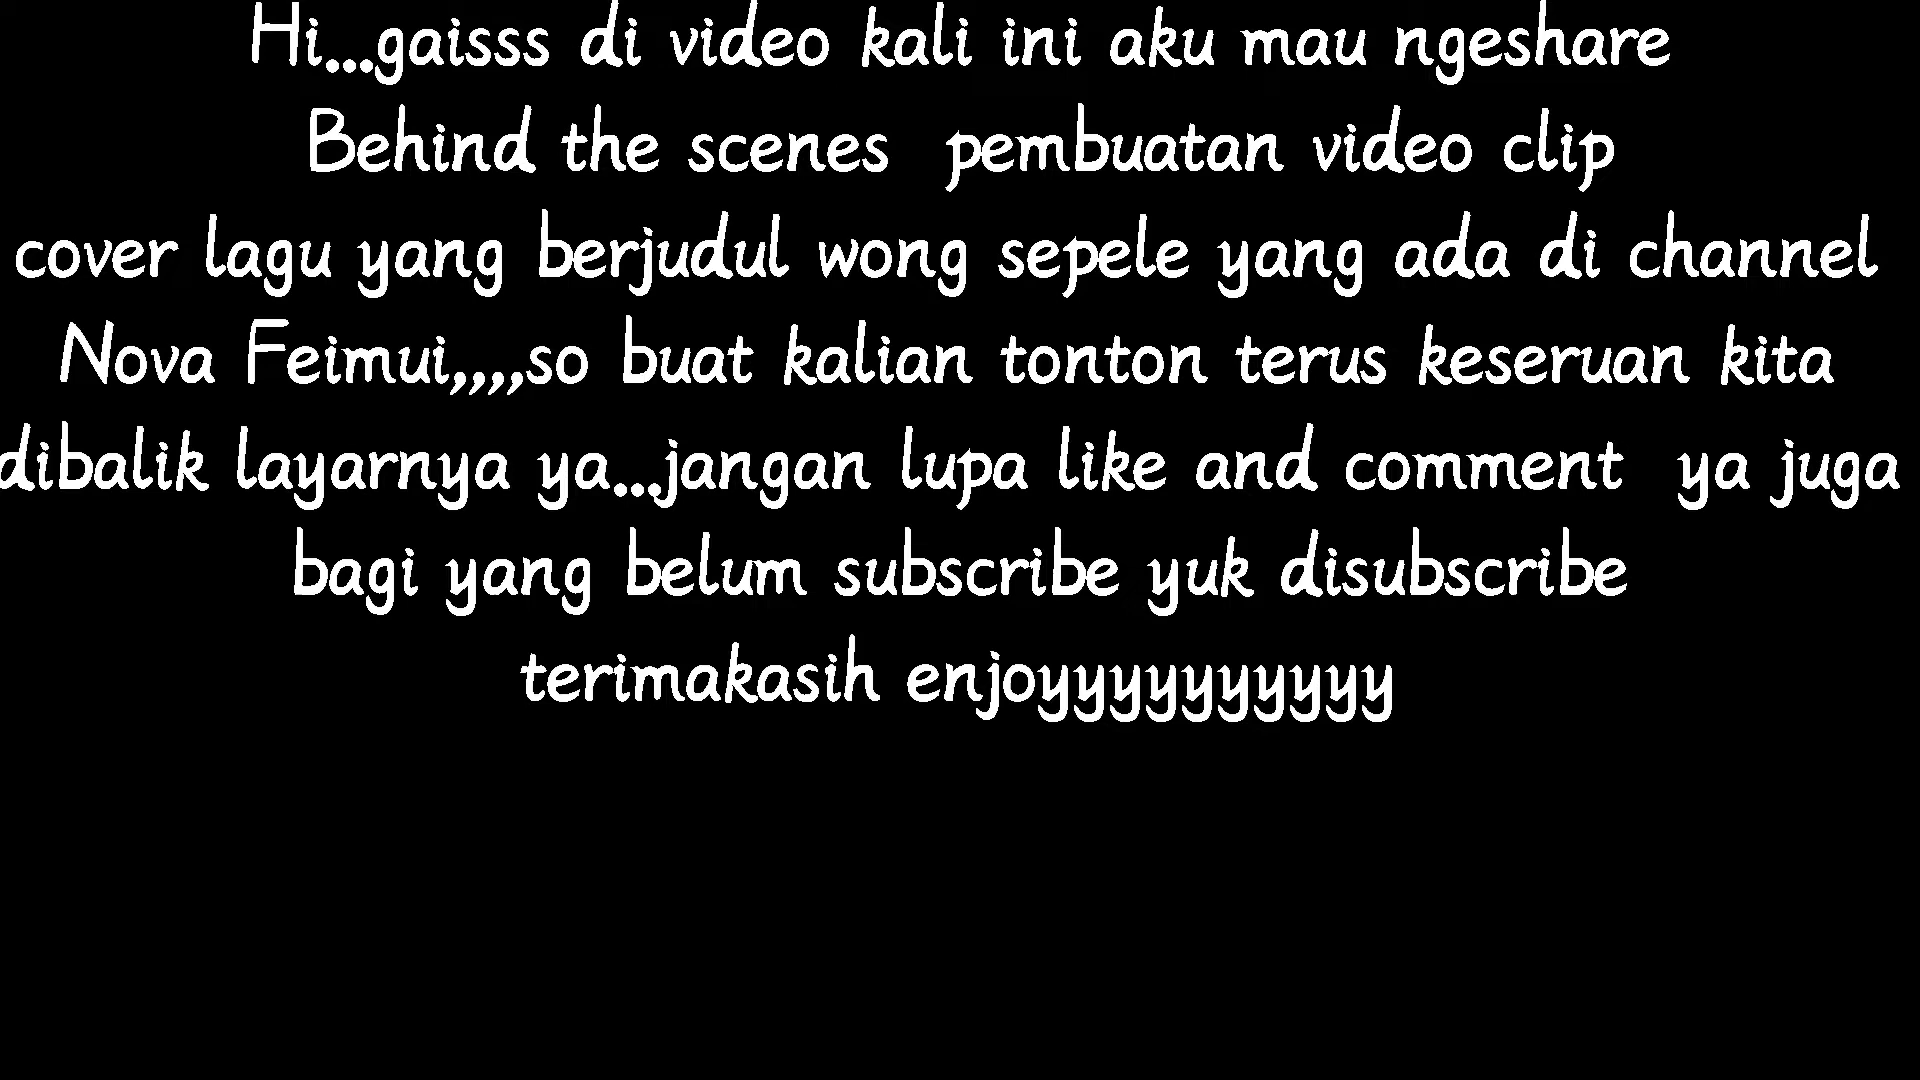 Hi...gaisss di video kali ini aku mau ngeshare
Behind the scenes  pembuatan video clip
cover lagu yang berjudul wong sepele yang ada di channel
Nova Feimui,,,,so buat kalian tonton terus keseruan kita
dibalik layarnya ya...jangan lupa like and comment  ya juga
bagi yang belum subscribe yuk disubscribe
terimakasih enjoyyyyyyyyyy